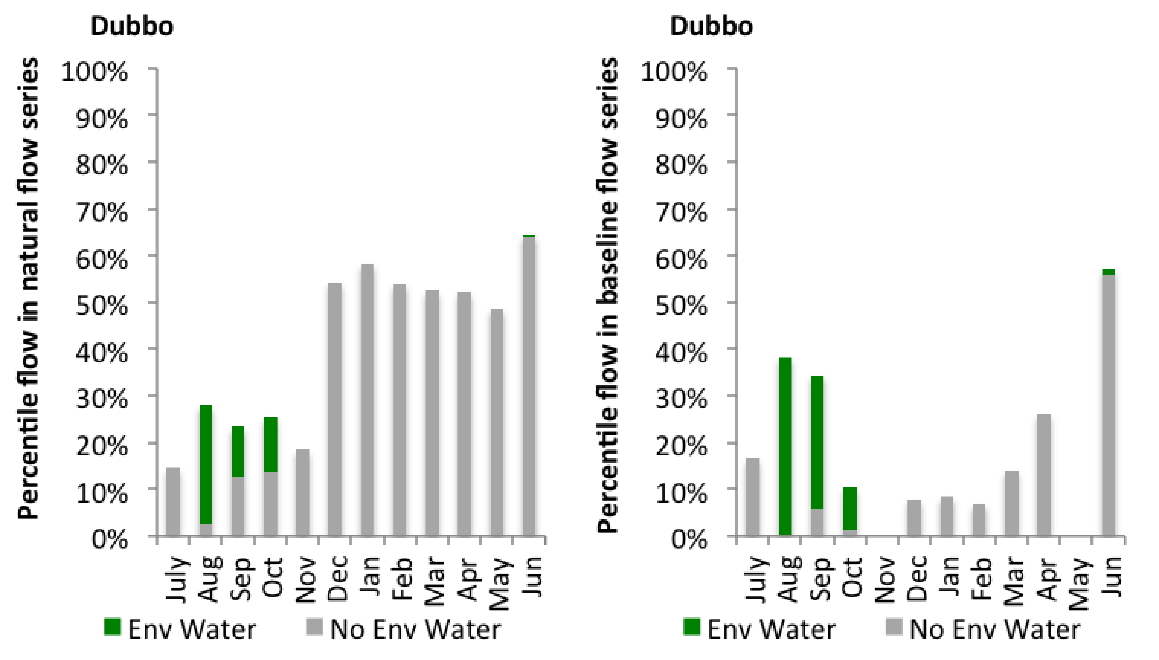 Dubbo
Percentile flow in natural flow series
100%
90%
80%
70%
60%
50%
40%
30%
20%
10%
0%
July
Aug
Sep
Oct
Nov
Dec
Jan
Feb
Mar
Apr
May
Jun
Env Water
No Env Water
Dubbo
Percentile flow in baseline flow series
100%
90%
80%
70%
60%
50%
40%
30%
20%
10%
0%
July
Aug
Sep
Oct
Nov
Dec
Jan
Feb
Mar
Apr
May
Jun
Env Water
No Env Water